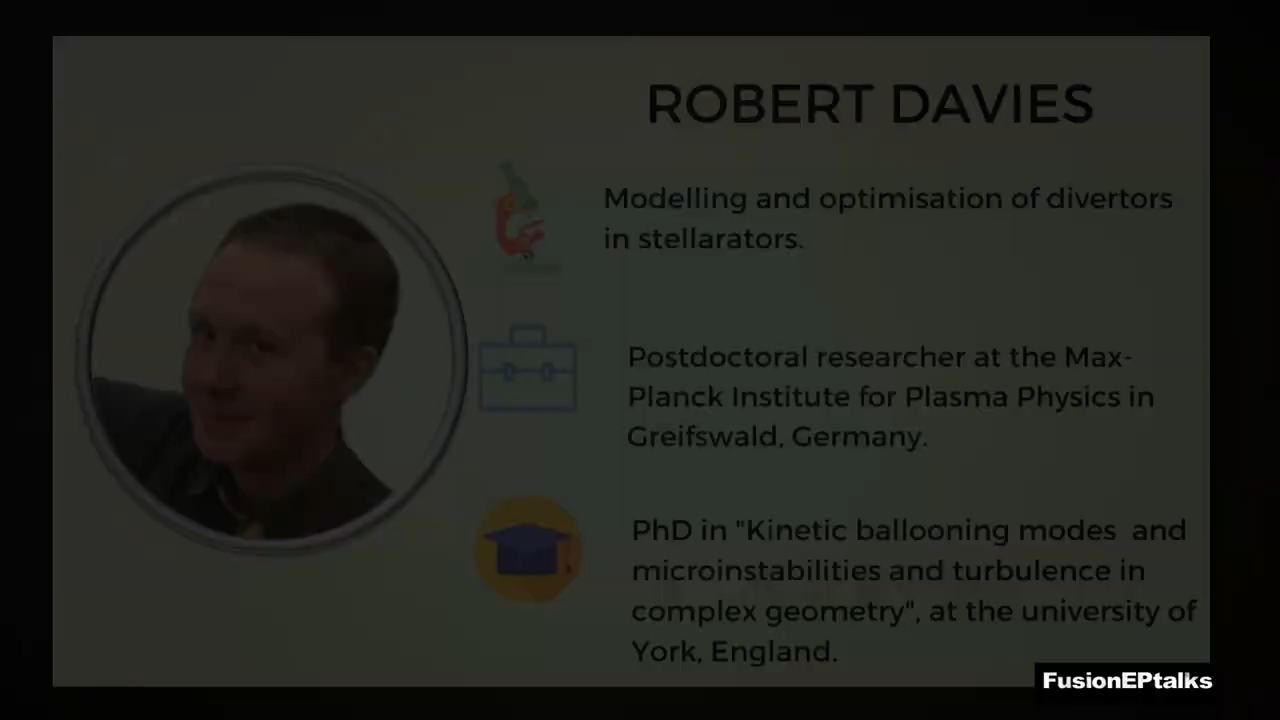 ROBERT DAVIES
Modelling and optimisation of divertors
in stellarators.
Postdoctoral researcher at the Max-
Planck Institute for Plasma Physics in
Greifswald, Germany.
PhD in "Kinetic ballooning modes and
microinstabilities and turbulence in
complex geometry", at the university of
York, England.
FusionEPtalks